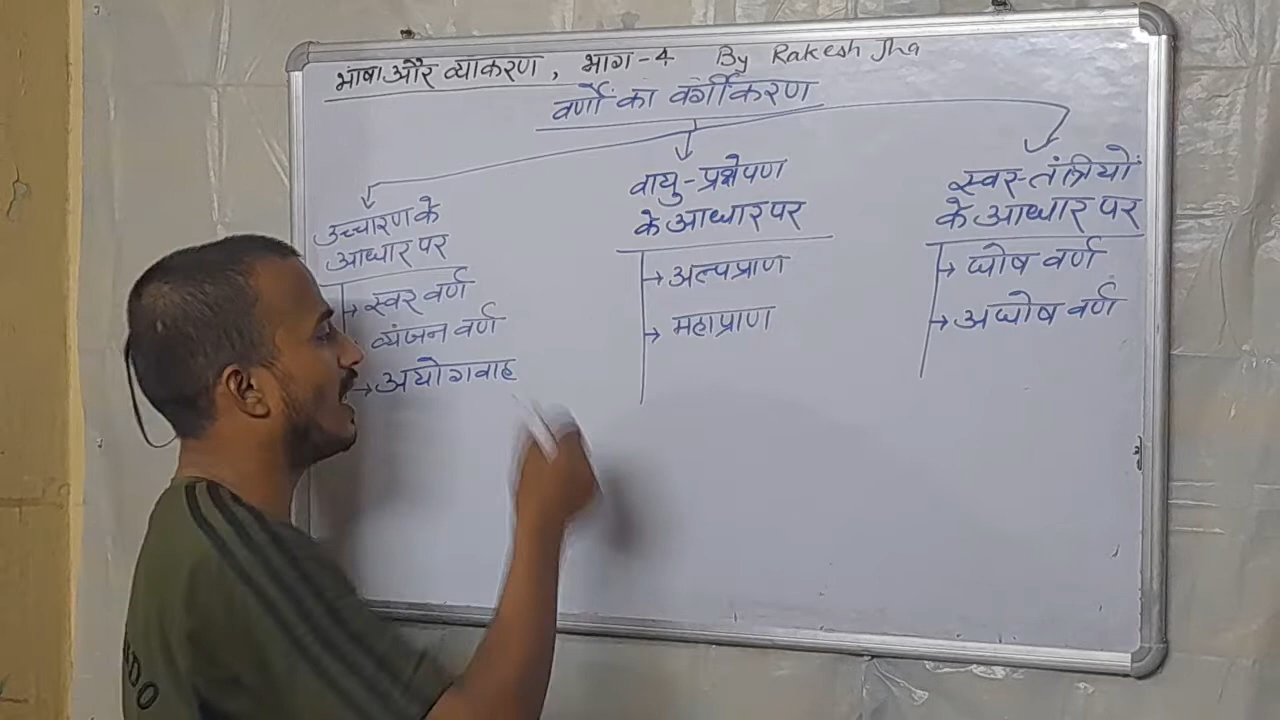 भाषा और व्याकरण, भाग-4 By Rakesh Jha
वर्णों का वर्गीकरण
उच्चारण के
आधार पर
→ स्वर वर्ण
व्यंजन वर्ण
→ अयोगवाह
वायु-प्रक्षेपण
के आधार पर
→ अल्पप्राण
→ महाप्राण
स्वर-तंत्रियों
के आधार पर
→ घोष वर्ण
→ अघोष वर्ण